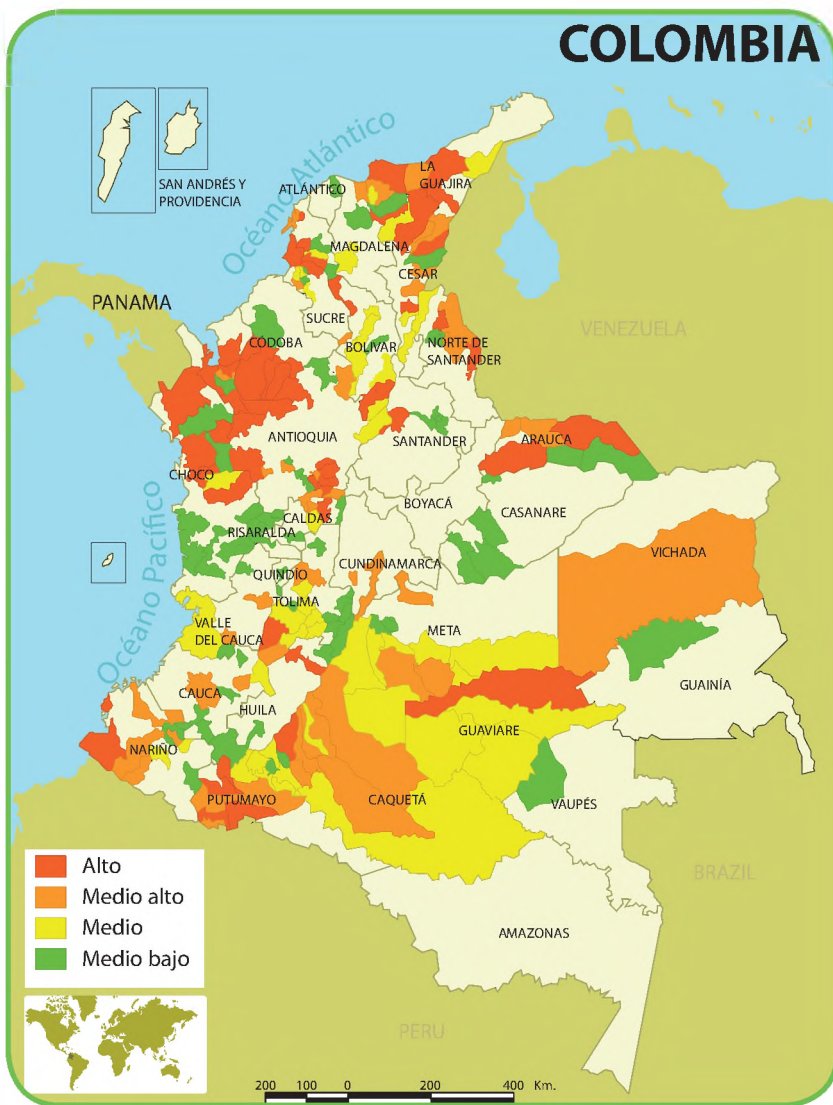 COLOMBIA
Océano Atlántico
SAN ANDRÉS Y
PROVIDENCIA
ATLÁNTICO
LA
GUAJIRA
MAGDALEÑA
CESAR
PANAMA
SUCRE
VENEZUELA
CÓDOBA
BOLIVAR
NORTE DE
SANTANDER
ANTIOQUIA
SANTANDER
ARAUCA
CHOCO
BOYACÁ
CASANARE
CALDAS
RISARALDA
Océano Pacífico
VICHADA
CUNDINAMARCA
QUINDÍO
TOLIMA
VALLE
DEL CAUCA
META
GUAINÍA
CAUCA
HUILA
GUAVIARE
NARIÑO
PUTUMAYO
CAQUETÁ
VAUPÉS
BRAZIL
Alto
Medio alto
Medio
Medio bajo
AMAZONAS
PERU
200 100 0 200 400 Km.